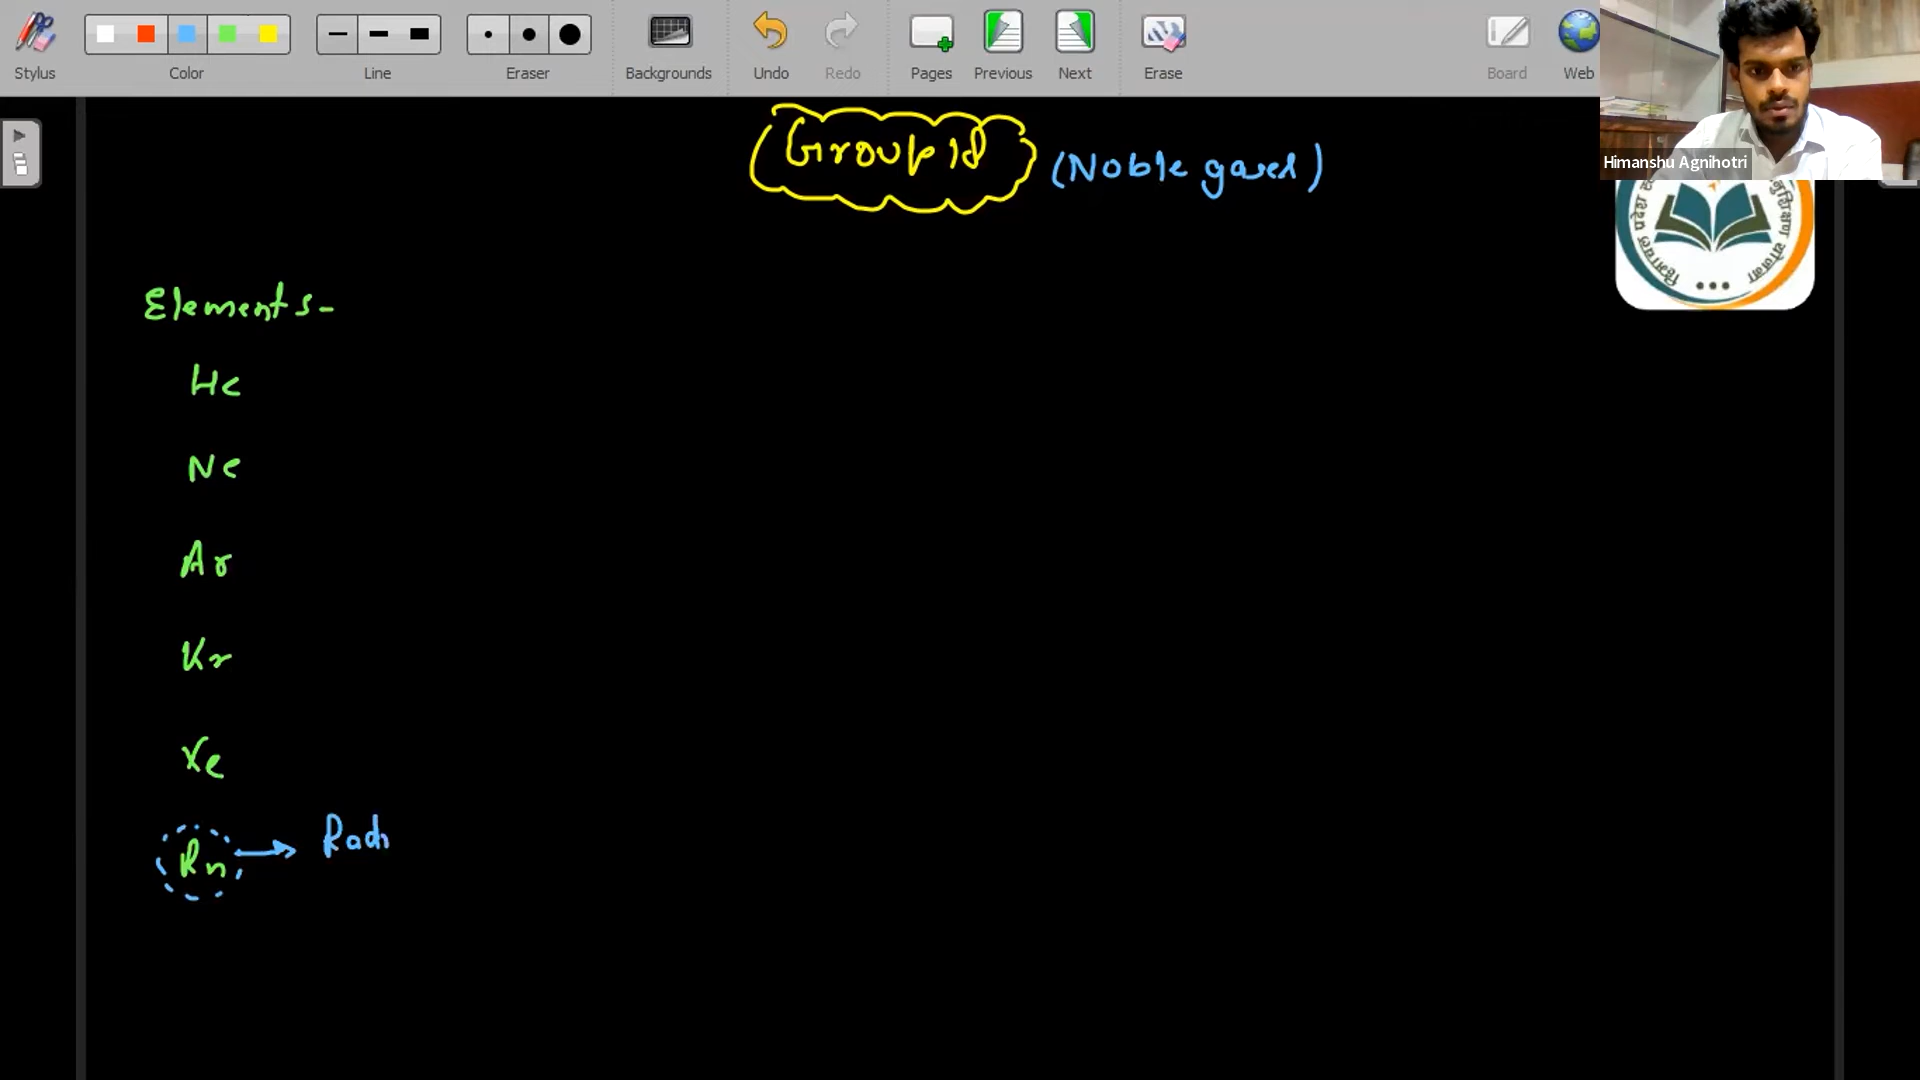 Stylus Color Line Eraser Backgrounds Undo Redo Pages Previous Next Erase Board Web
Himanshu Agnihotri
Group 18 (Noble gases)
Elements-
He
Ne
Ar
Kr
Xe
Rn → Radi